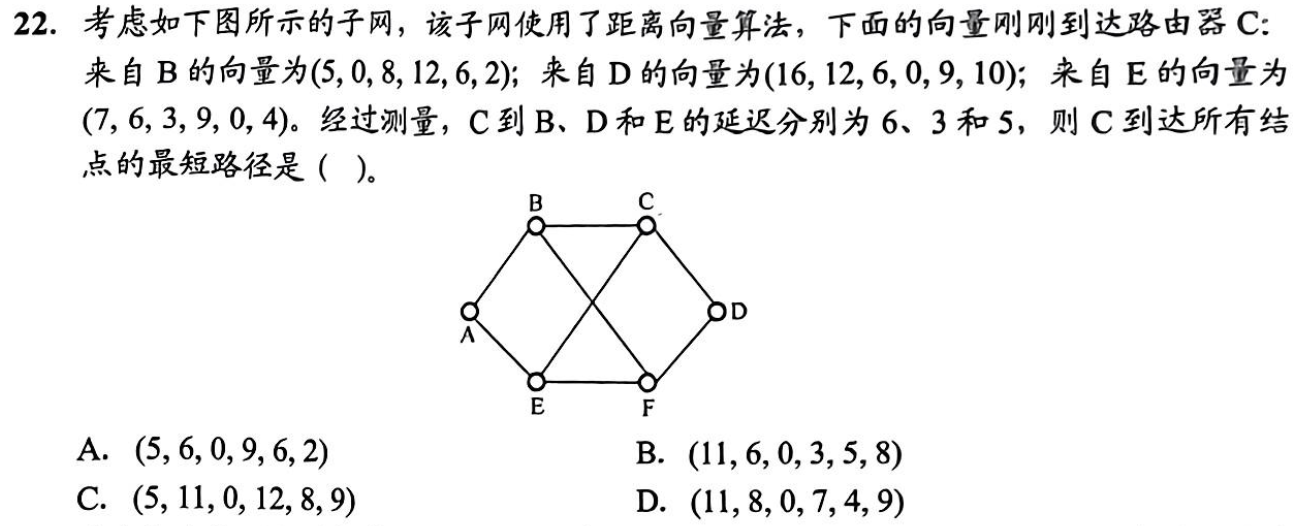 22. 考虑如下图所示的子网，该子网使用了距离向量算法，下面的向量刚刚到达路由器 C:
来自 B 的向量为(5, 0, 8, 12, 6, 2)；来自 D 的向量为(16, 12, 6, 0, 9, 10)；来自 E 的向量为
(7, 6, 3, 9, 0, 4)。经过测量，C 到 B、D 和 E 的延迟分别为 6、3 和 5，则 C 到达所有结
点的最短路径是 (   )。
B C
A D
E F
A. (5, 6, 0, 9, 6, 2) B. (11, 6, 0, 3, 5, 8)
C. (5, 11, 0, 12, 8, 9) D. (11, 8, 0, 7, 4, 9)